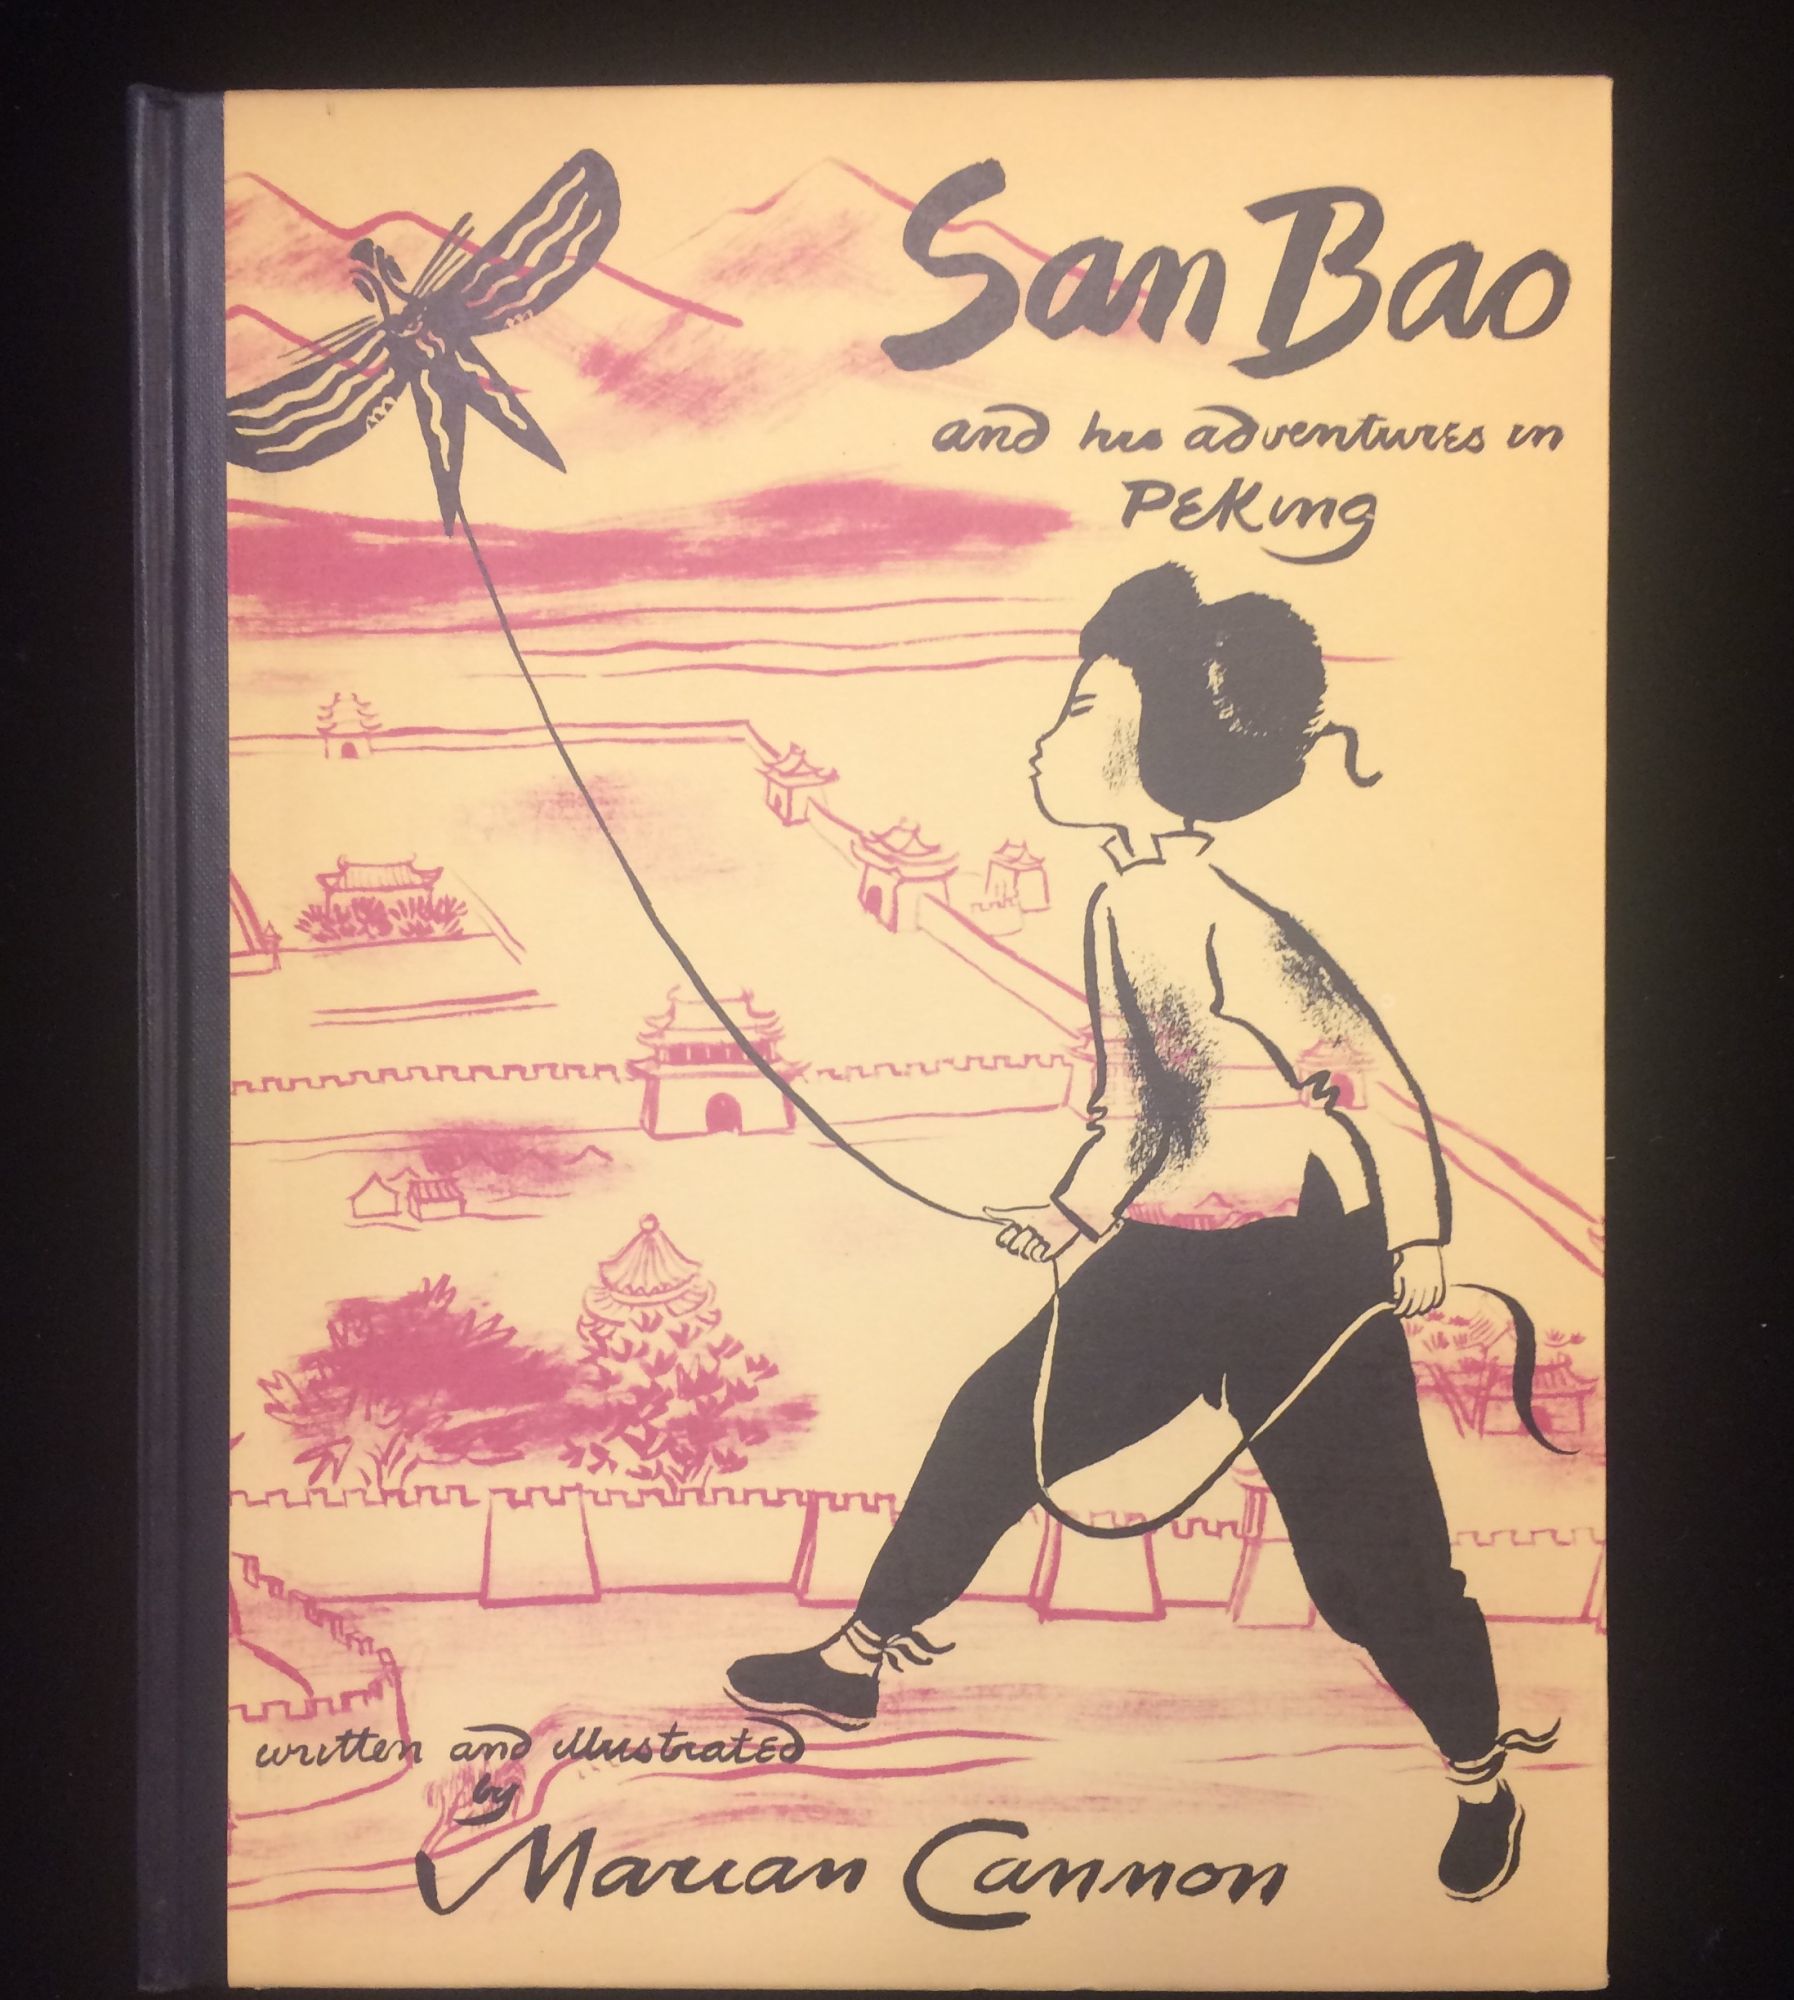 San Bao
and his adventures in
PEKing
written and illustrated
by
Marian Cannon